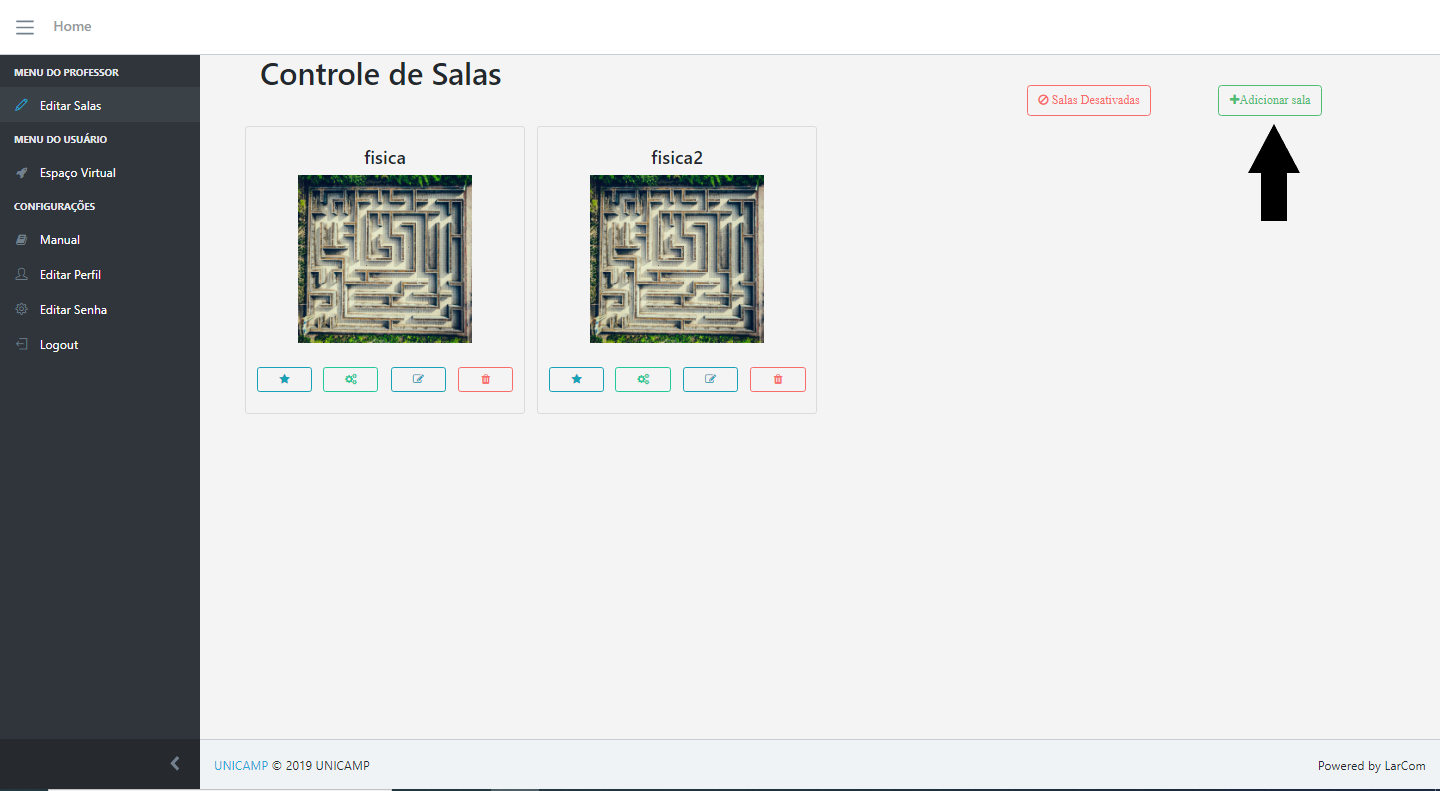 Home
MENU DO PROFESSOR
Editar Salas
MENU DO USUÁRIO
Espaço Virtual
CONFIGURAÇÕES
Manual
Editar Perfil
Editar Senha
Logout
Controle de Salas
Salas Desativadas
Adicionar sala
fisica
fisica2
UNICAMP © 2019 UNICAMP
Powered by LarCom